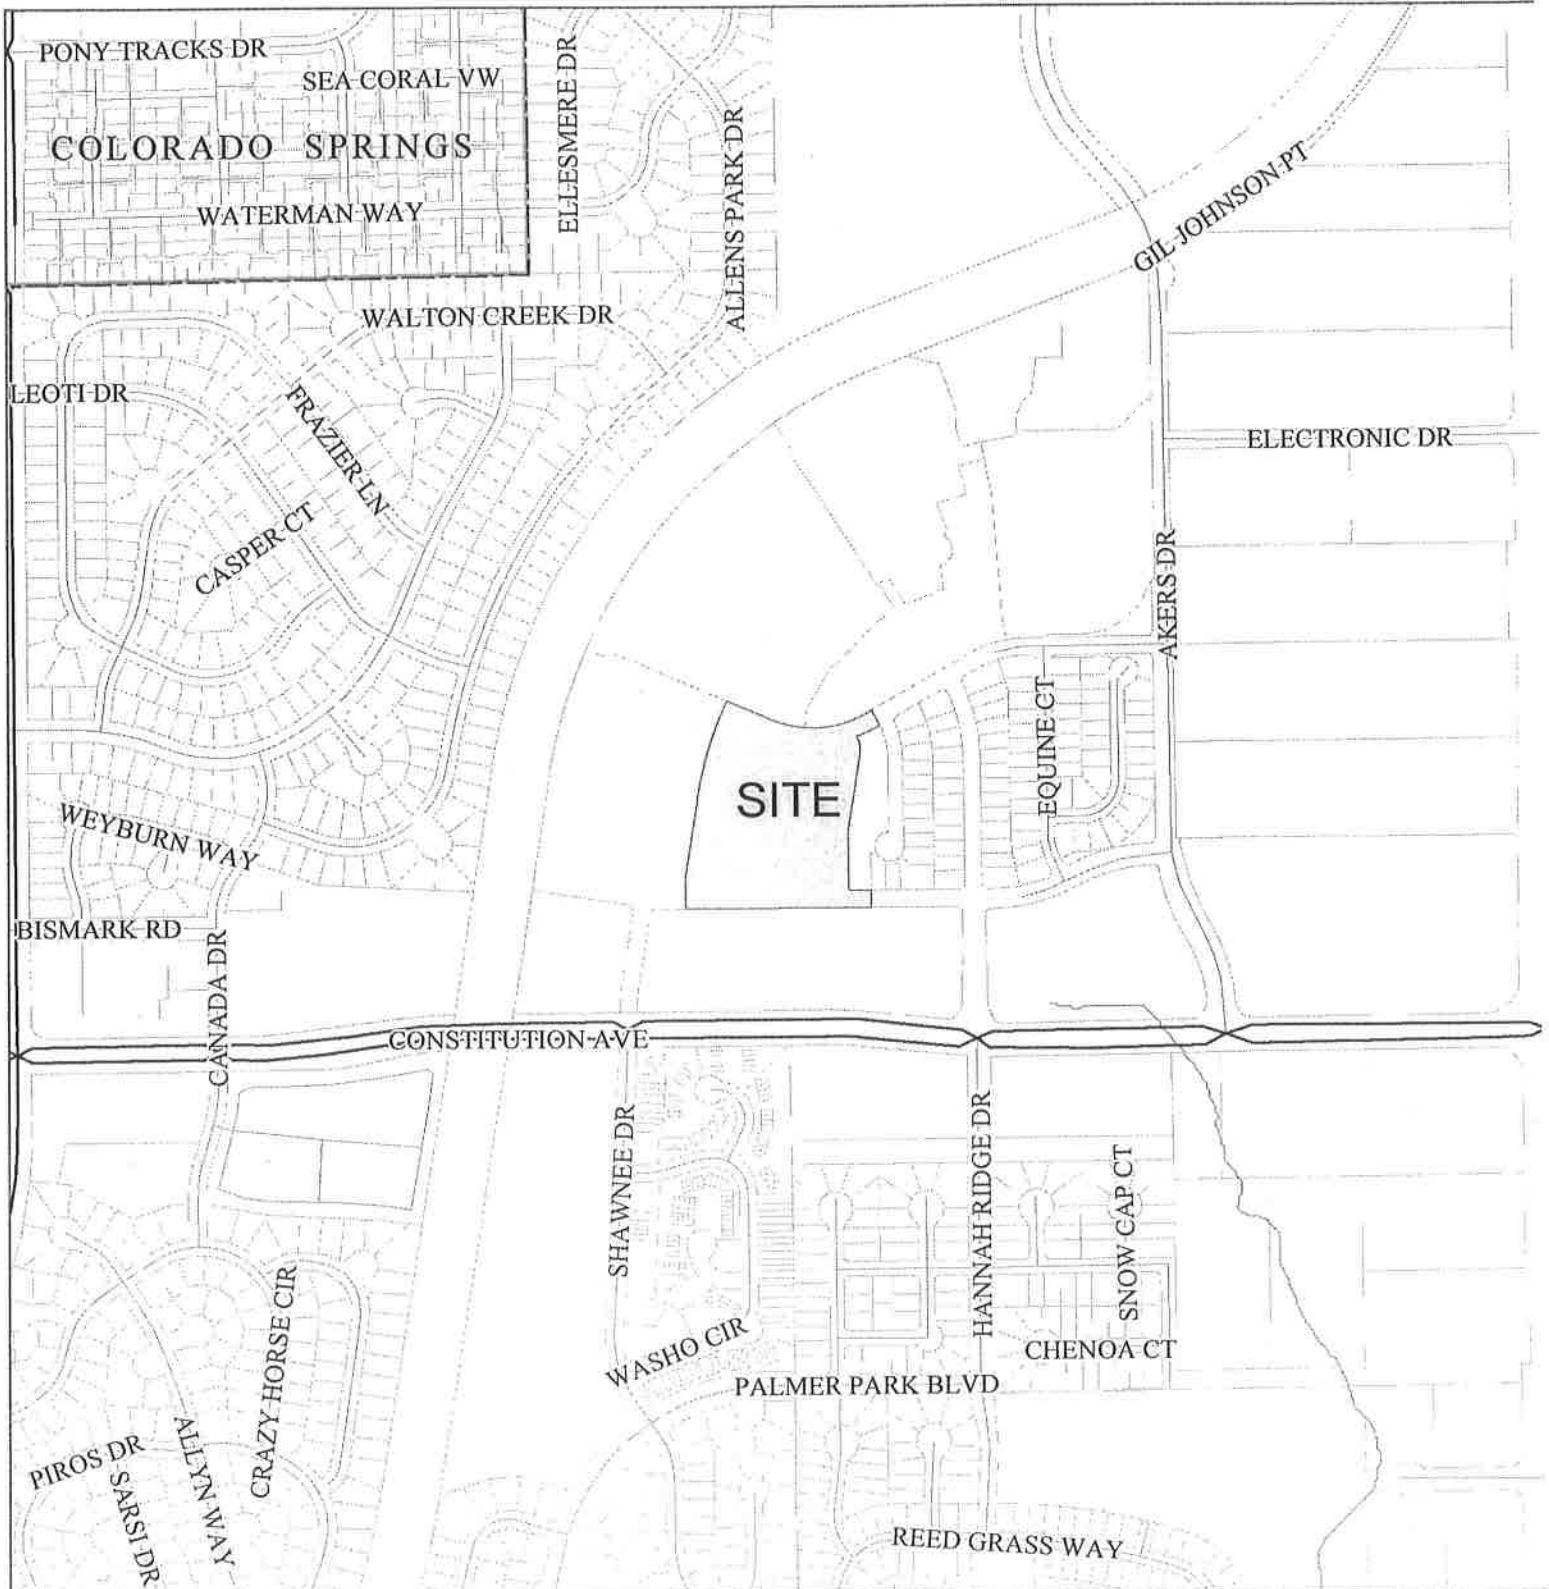 PONY TRACKS DR
SEA CORAL VW
COLORADO SPRINGS
WATERMAN WAY
ELLESMERE DR
ALLENS PARK DR
GIL JOHNSON PT
WALTON CREEK DR
LEOTI DR
FRAZIER LN
CASPER CT
ELECTRONIC DR
AKERS DR
EQUINE CT
SITE
WEYBURN WAY
BISMARK RD
CANADA DR
CONSTITUTION AVE
SHAWNEE DR
HANNAH RIDGE DR
SNOW CAP CT
CHENOA CT
WASHO CIR
PALMER PARK BLVD
CRAZY HORSE CIR
PIROS DR
SARSI DR
ALLYN WAY
REED GRASS WAY